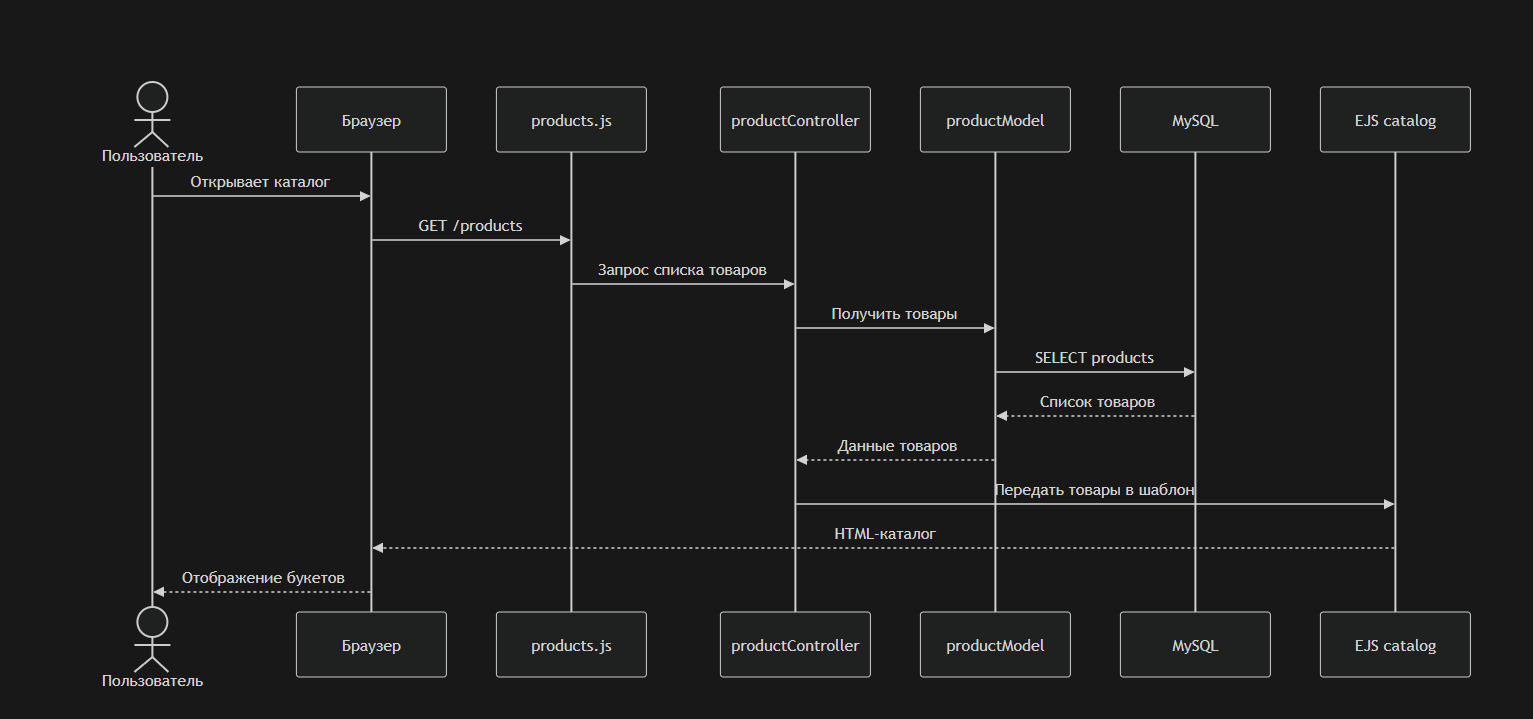 Пользователь
Браузер
products.js
productController
productModel
MySQL
EJS catalog
Открывает каталог
GET /products
Запрос списка товаров
Получить товары
SELECT products
Список товаров
Данные товаров
Передать товары в шаблон
HTML-каталог
Отображение букетов
Пользователь
Браузер
products.js
productController
productModel
MySQL
EJS catalog